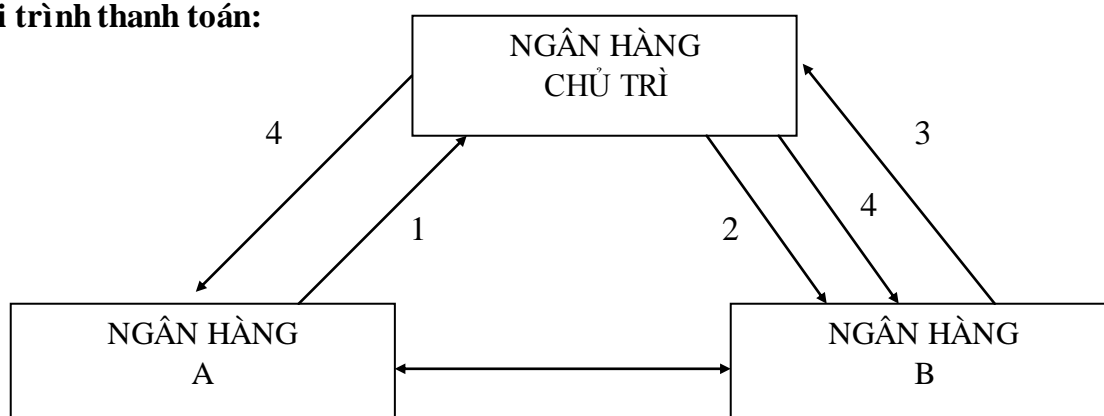 i trình thanh toán:
NGÂN HÀNG
CHỦ TRÌ
4
3
4
1
2
NGÂN HÀNG
A
NGÂN HÀNG
B